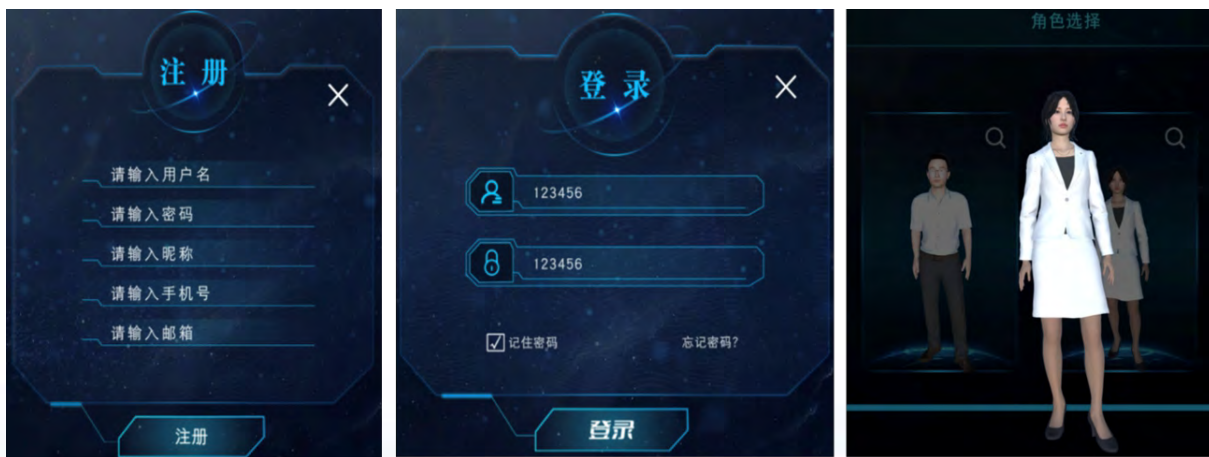 注册
请输入用户名
请输入密码
请输入昵称
请输入手机号
请输入邮箱
注册
登录
123456
123456
记住密码
忘记密码?
登录
角色选择